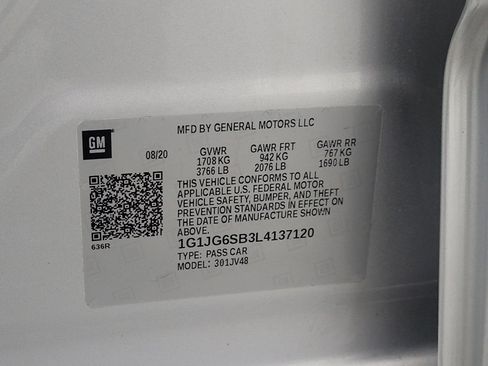 GM
MFD BY GENERAL MOTORS LLC
08/20 GVWR GAWR FRT GAWR RR
1708 KG 942 KG 767 KG
3766 LB 2076 LB 1690 LB
THIS VEHICLE CONFORMS TO ALL
APPLICABLE U.S. FEDERAL MOTOR
VEHICLE SAFETY, BUMPER, AND THEFT
PREVENTION STANDARDS IN EFFECT ON
THE DATE OF MANUFACTURE SHOWN
ABOVE.
636R
1G1JG6SB3L4137120
TYPE: PASS CAR
MODEL: 301JV48